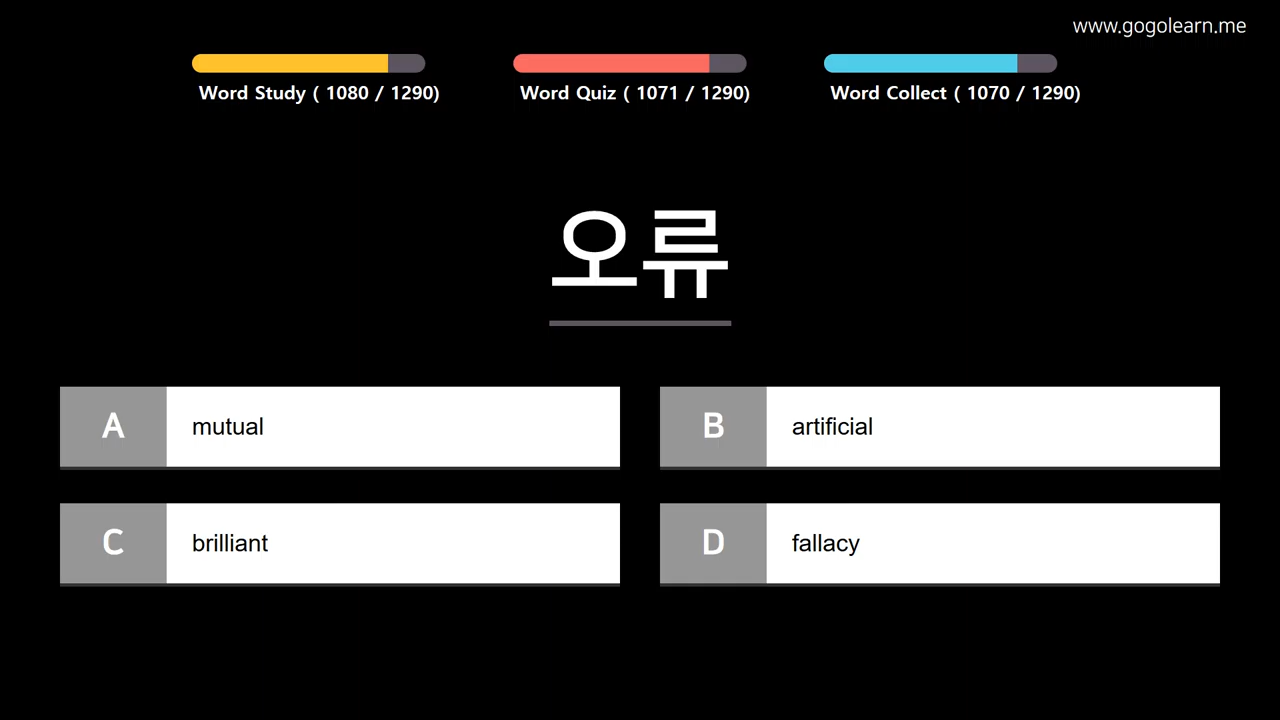 www.gogolearn.me
Word Study ( 1080 / 1290)
Word Quiz ( 1071 / 1290)
Word Collect ( 1070 / 1290)
오류
A mutual
B artificial
C brilliant
D fallacy